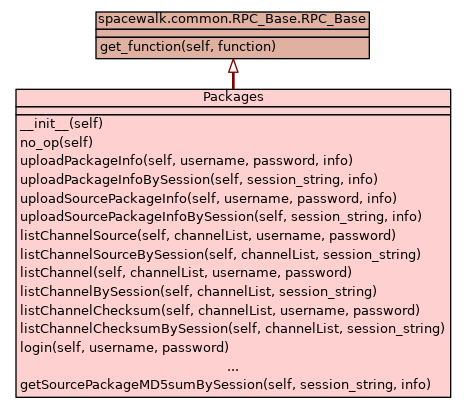 spacewalk.common.RPC_Base.RPC_Base
get_function(self, function)
Packages
__init__(self)
no_op(self)
uploadPackageInfo(self, username, password, info)
uploadPackageInfoBySession(self, session_string, info)
uploadSourcePackageInfo(self, username, password, info)
uploadSourcePackageInfoBySession(self, session_string, info)
listChannelSource(self, channelList, username, password)
listChannelSourceBySession(self, channelList, session_string)
listChannel(self, channelList, username, password)
listChannelBySession(self, channelList, session_string)
listChannelChecksum(self, channelList, username, password)
listChannelChecksumBySession(self, channelList, session_string)
login(self, username, password)
...
getSourcePackageMD5sumBySession(self, session_string, info)